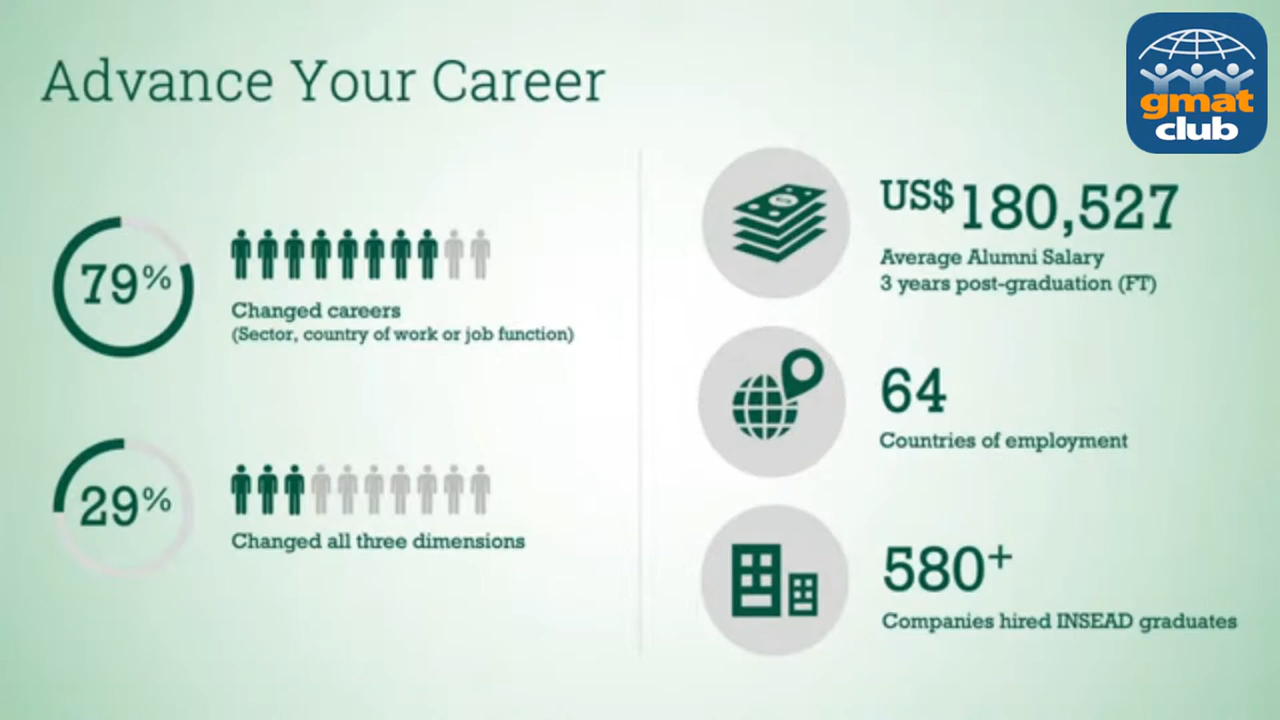 Advance Your Career
gmat
club
79%
Changed careers
(Sector, country of work or job function)
29%
Changed all three dimensions
US$180,527
Average Alumni Salary
3 years post-graduation (FT)
64
Countries of employment
580+
Companies hired INSEAD graduates